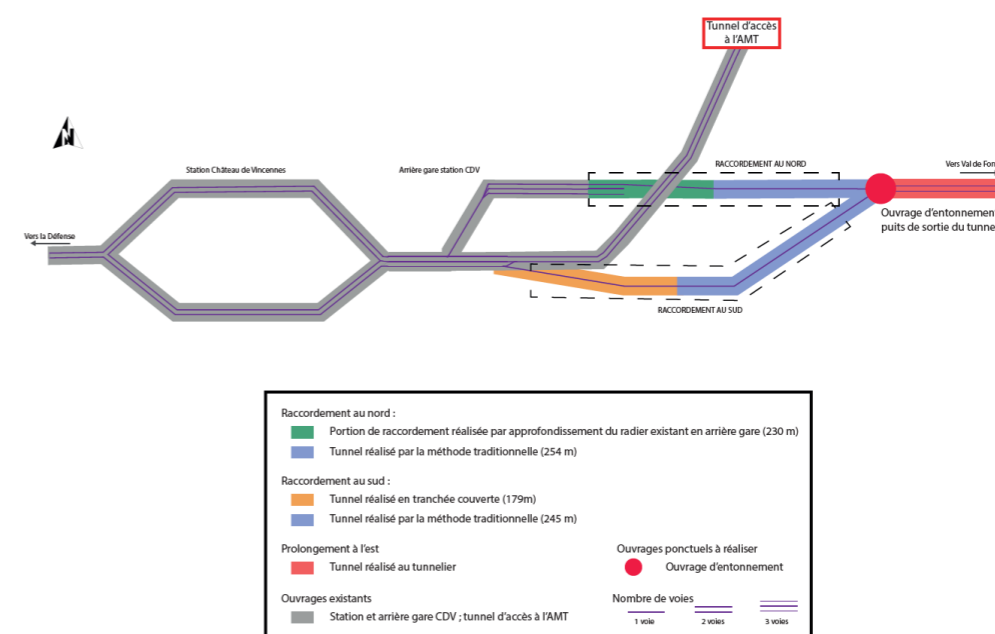 Tunnel d'accès
à l'AMT
N
RACCORDEMENT AU NORD
Station Château de Vincennes
Arrière gare station CDV
Vers Val de Fon
Vers la Défense
Ouvrage d'entonnement
puits de sortie du tunne
RACCORDEMENT AU SUD
Raccordement au nord :
Portion de raccordement réalisée par approfondissement du radier existant en arrière gare (230 m)
Tunnel réalisé par la méthode traditionnelle (254 m)
Raccordement au sud :
Tunnel réalisé en tranchée couverte (179m)
Tunnel réalisé par la méthode traditionnelle (245 m)
Prolongement à l'est
Tunnel réalisé au tunnelier
Ouvrages ponctuels à réaliser
Ouvrage d'entonnement
Ouvrages existants
Station et arrière gare CDV ; tunnel d'accès à l'AMT
Nombre de voies
1 voie 2 voies 3 voies